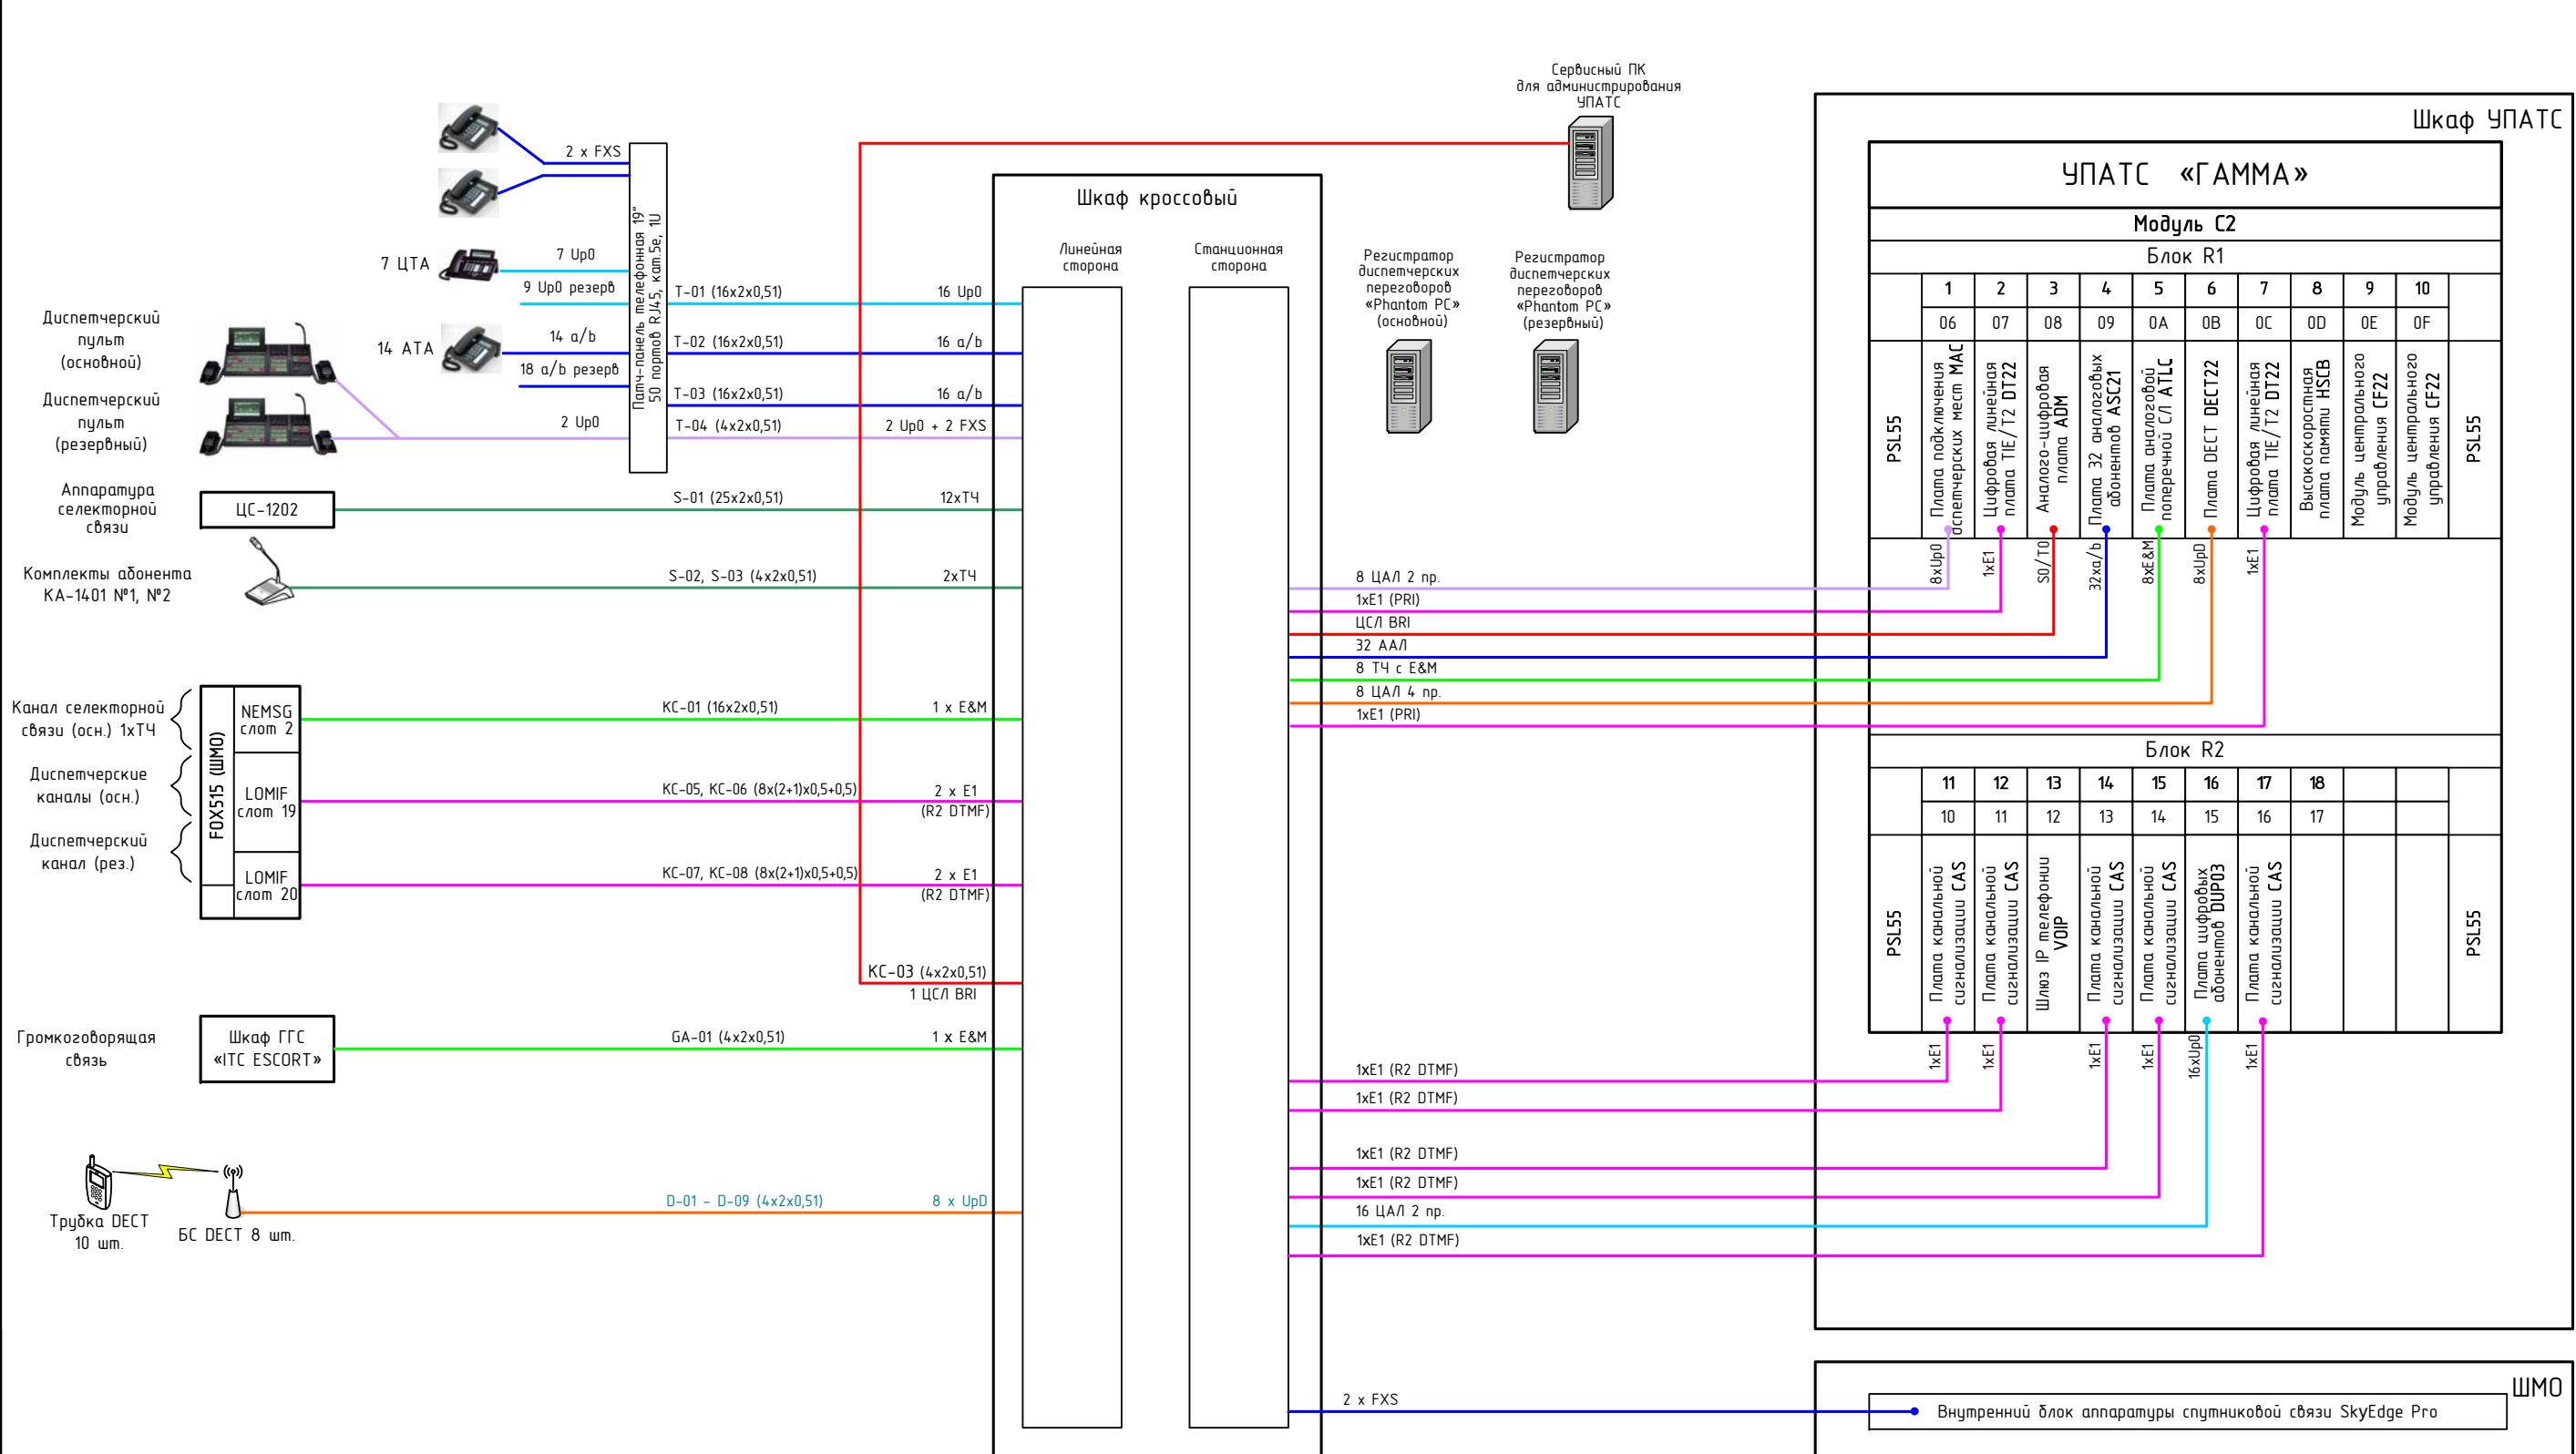 Сервисный ПК
для администрирования
УПАТС
Шкаф УПАТС
УПАТС «ГАММА»
Модуль С2
Блок R1
1 2 3 4 5 6 7 8 9 10
06 07 08 09 0A 0B 0C 0D 0E 0F
PSL55
Плата подключения
диспетчерских мест MAC
Цифровая линейная
плата TIE/T2 DT22
Аналого-цифровая
плата ADM
Плата 32 аналоговых
абонентов ASC21
Плата аналоговой
поперечной СЛ ATLC
Плата DECT DECT22
Цифровая линейная
плата TIE/T2 DT22
Высокоскоростная
плата памяти HSCB
Модуль центрального
управления CF22
Модуль центрального
управления CF22
PSL55
8xUp0
1xE1
S0/T0
32xa/b
8xE&M
8xUpD
1xE1
Блок R2
11 12 13 14 15 16 17 18
10 11 12 13 14 15 16 17
PSL55
Плата канальной
сигнализации CAS
Плата канальной
сигнализации CAS
Шлюз IP телефонии
VOIP
Плата канальной
сигнализации CAS
Плата канальной
сигнализации CAS
Плата цифровых
абонентов DUP03
Плата канальной
сигнализации CAS
PSL55
1xE1
1xE1
1xE1
1xE1
16xUp0
1xE1
ШМО
Внутренний блок аппаратуры спутниковой связи SkyEdge Pro
Регистратор
диспетчерских
переговоров
«Phantom PC»
(основной)
Регистратор
диспетчерских
переговоров
«Phantom PC»
(резервный)
Шкаф кроссовый
Линейная
сторона
Станционная
сторона
8 ЦАЛ 2 пр.
1xE1 (PRI)
ЦСЛ BRI
32 ААЛ
8 ТЧ с E&M
8 ЦАЛ 4 пр.
1xE1 (PRI)
1xE1 (R2 DTMF)
1xE1 (R2 DTMF)
1xE1 (R2 DTMF)
1xE1 (R2 DTMF)
16 ЦАЛ 2 пр.
1xE1 (R2 DTMF)
2 x FXS
2 x FXS
Патч-панель телефонная 19"
50 портов RJ45, кат.5е, 1U
7 ЦТА
7 Up0
9 Up0 резерв
T-01 (16x2x0,51)
16 Up0
14 АТА
14 a/b
18 a/b резерв
T-02 (16x2x0,51)
16 a/b
T-03 (16x2x0,51)
16 a/b
Диспетчерский
пульт
(основной)
Диспетчерский
пульт
(резервный)
2 Up0
T-04 (4x2x0,51)
2 Up0 + 2 FXS
Аппаратура
селекторной
связи
ЦС-1202
S-01 (25x2x0,51)
12xТЧ
Комплекты абонента
КА-1401 №1, №2
S-02, S-03 (4x2x0,51)
2xТЧ
Канал селекторной
связи (осн.) 1xТЧ
Диспетчерские
каналы (осн.)
Диспетчерский
канал (рез.)
FOX515 (ШМО)
NEMSG
слот 2
LOMIF
слот 19
LOMIF
слот 20
КС-01 (16x2x0,51)
1 x E&M
КС-05, КС-06 (8x(2+1)x0,5+0,5)
2 x E1
(R2 DTMF)
КС-07, КС-08 (8x(2+1)x0,5+0,5)
2 x E1
(R2 DTMF)
КС-03 (4x2x0,51)
1 ЦСЛ BRI
Громкоговорящая
связь
Шкаф ГГС
«ITC ESCORT»
GA-01 (4x2x0,51)
1 x E&M
Трубка DECT
10 шт.
БС DECT 8 шт.
D-01 - D-09 (4x2x0,51)
8 x UpD